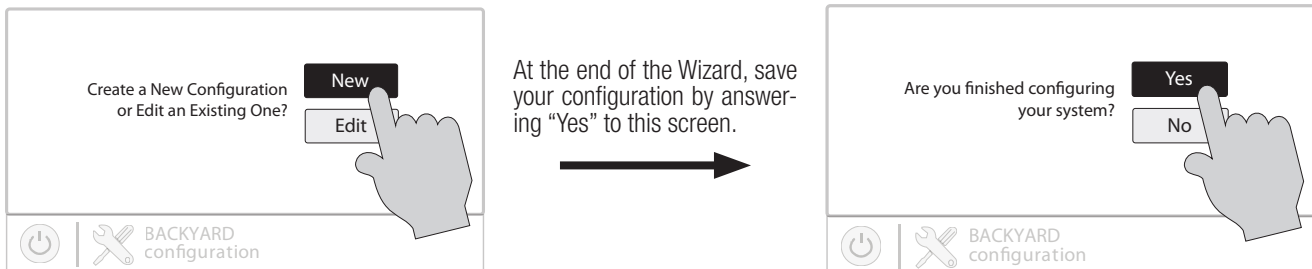 Create a New Configuration
or Edit an Existing One?
New
Edit
BACKYARD
configuration
At the end of the Wizard, save
your configuration by answer-
ing “Yes” to this screen.
Are you finished configuring
your system?
Yes
No
BACKYARD
configuration